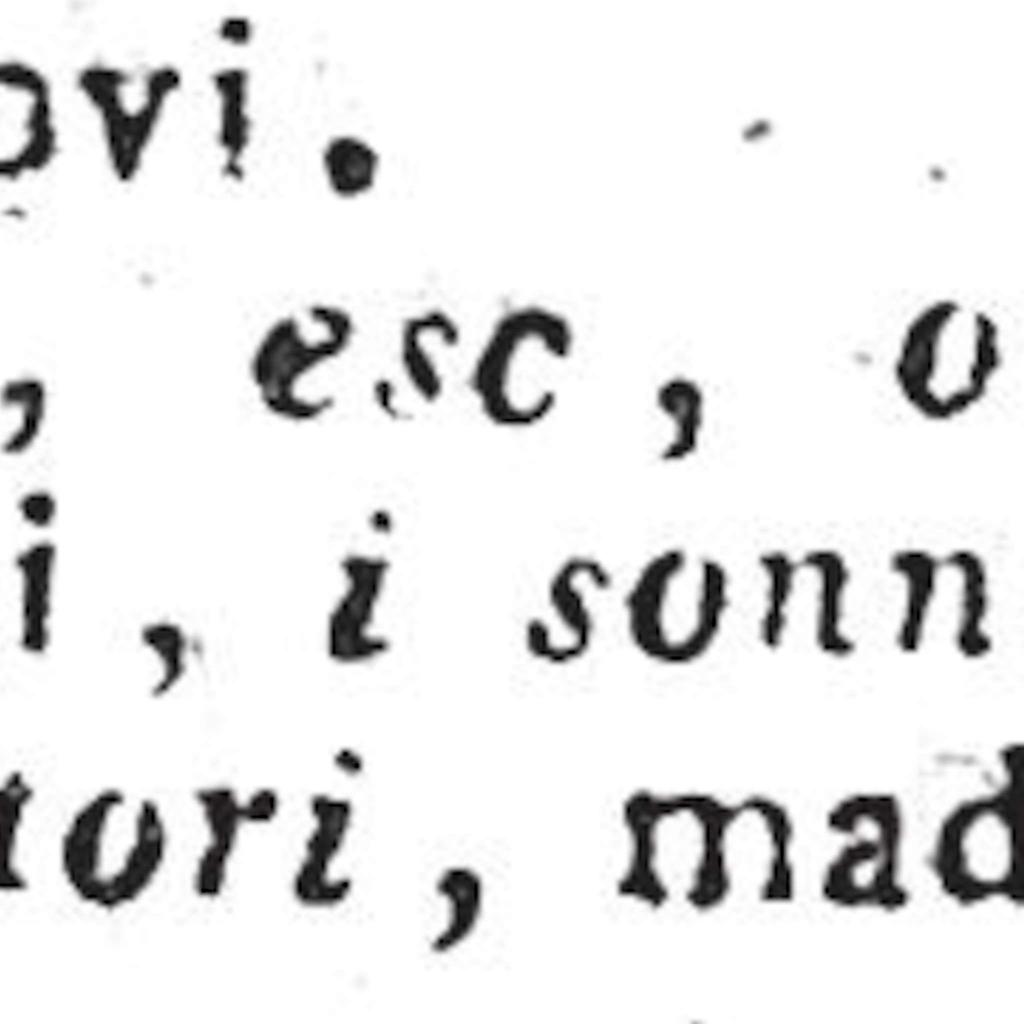 ovi.
, esc, o
i, i sonn
tori, mad